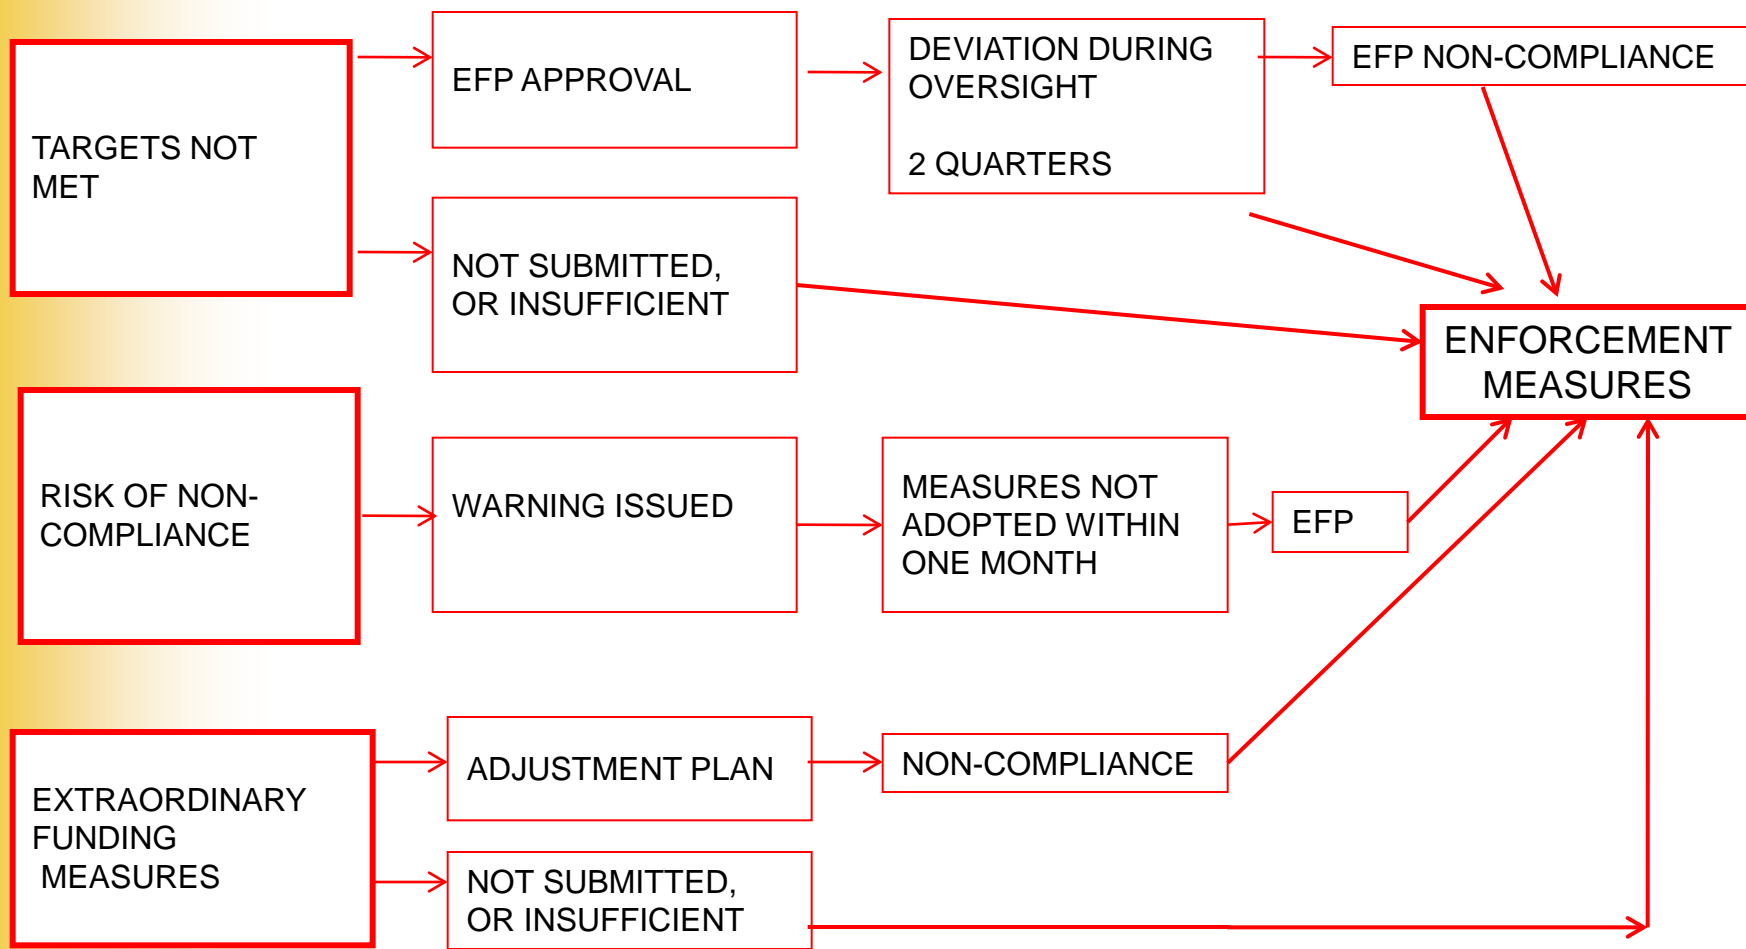 TARGETS NOT
MET
EFP APPROVAL
DEVIATION DURING
OVERSIGHT
2 QUARTERS
EFP NON-COMPLIANCE
NOT SUBMITTED,
OR INSUFFICIENT
ENFORCEMENT
MEASURES
RISK OF NON-
COMPLIANCE
WARNING ISSUED
MEASURES NOT
ADOPTED WITHIN
ONE MONTH
EFP
EXTRAORDINARY
FUNDING
MEASURES
ADJUSTMENT PLAN
NON-COMPLIANCE
NOT SUBMITTED,
OR INSUFFICIENT